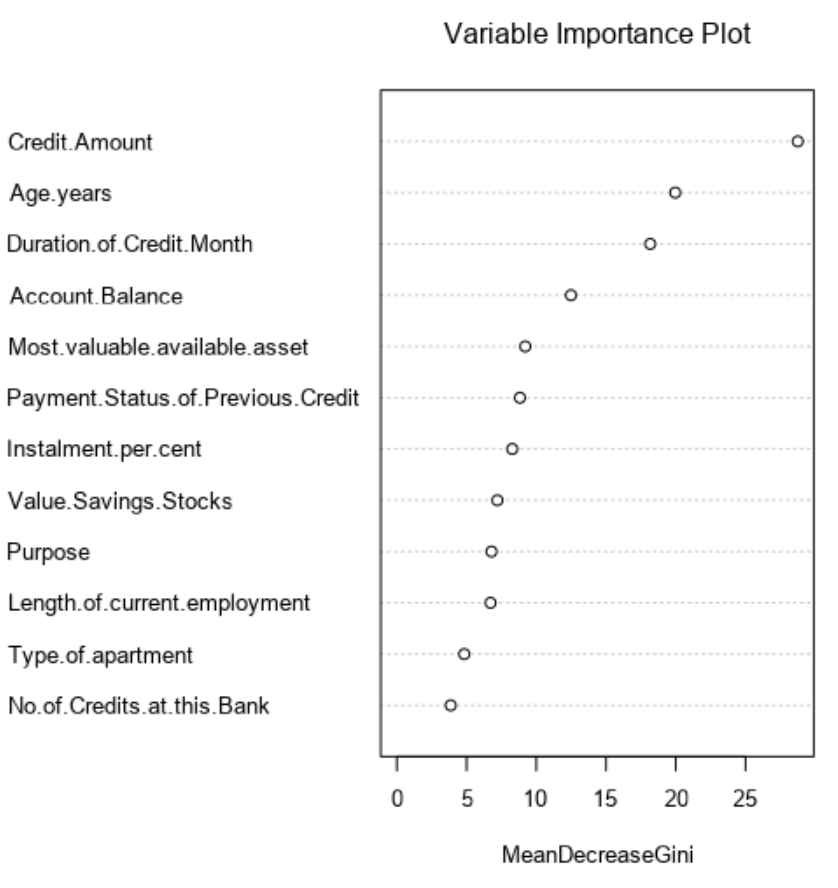 Variable Importance Plot
Credit.Amount
Age.years
Duration.of.Credit.Month
Account.Balance
Most.valuable.available.asset
Payment.Status.of.Previous.Credit
Instalment.per.cent
Value.Savings.Stocks
Purpose
Length.of.current.employment
Type.of.apartment
No.of.Credits.at.this.Bank
0 5 10 15 20 25
MeanDecreaseGini